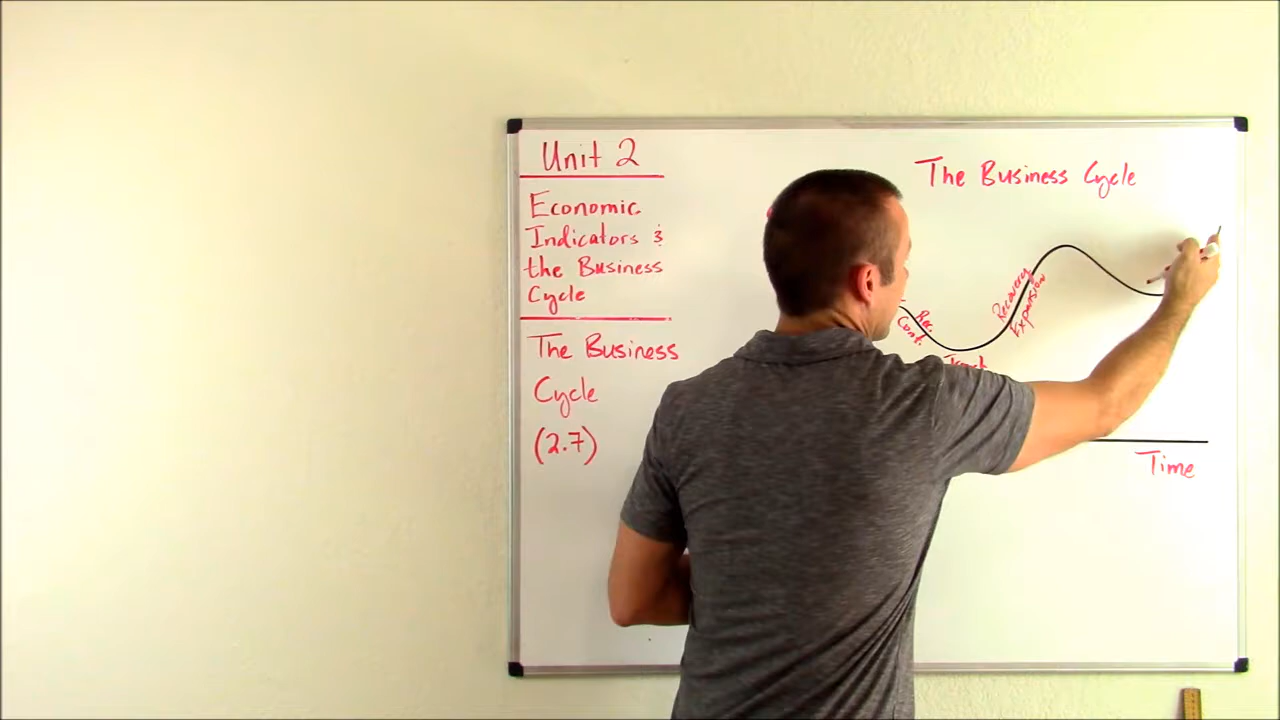 Unit 2
Economic
Indicators &
the Business
Cycle
The Business
Cycle
(2.7)
The Business Cycle
Rec.
Cont.
Recovery
Expansion
Time